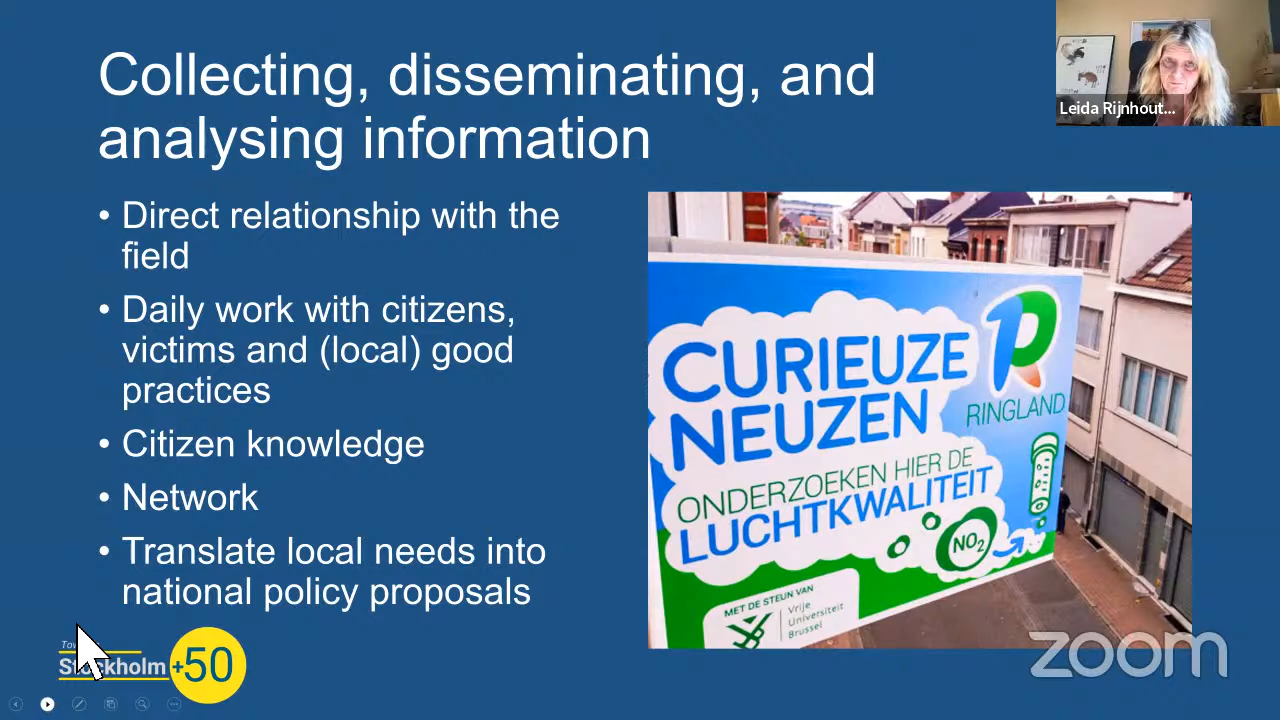 Collecting, disseminating, and
analysing information
Leida Rijnhout...
• Direct relationship with the
field
• Daily work with citizens,
victims and (local) good
practices
• Citizen knowledge
• Network
• Translate local needs into
national policy proposals
CURIEUZE
NEUZEN
RINGLAND
ONDERZOEKEN HIER DE
LUCHTKWALITEIT
NO₂
MET DE STEUN VAN
Vrije
Universiteit
Brussel
Stockholm
+50
zoom